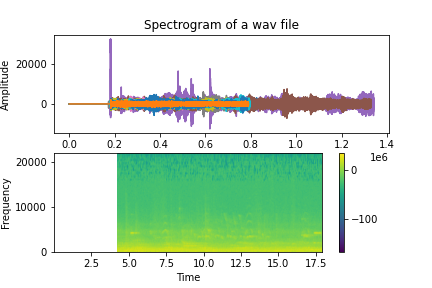 Spectrogram of a wav file
Amplitude
20000
0
0.0 0.2 0.4 0.6 0.8 1.0 1.2 1.4
1e6
Frequency
20000
10000
0
2.5 5.0 7.5 10.0 12.5 15.0 17.5
Time
0
−100